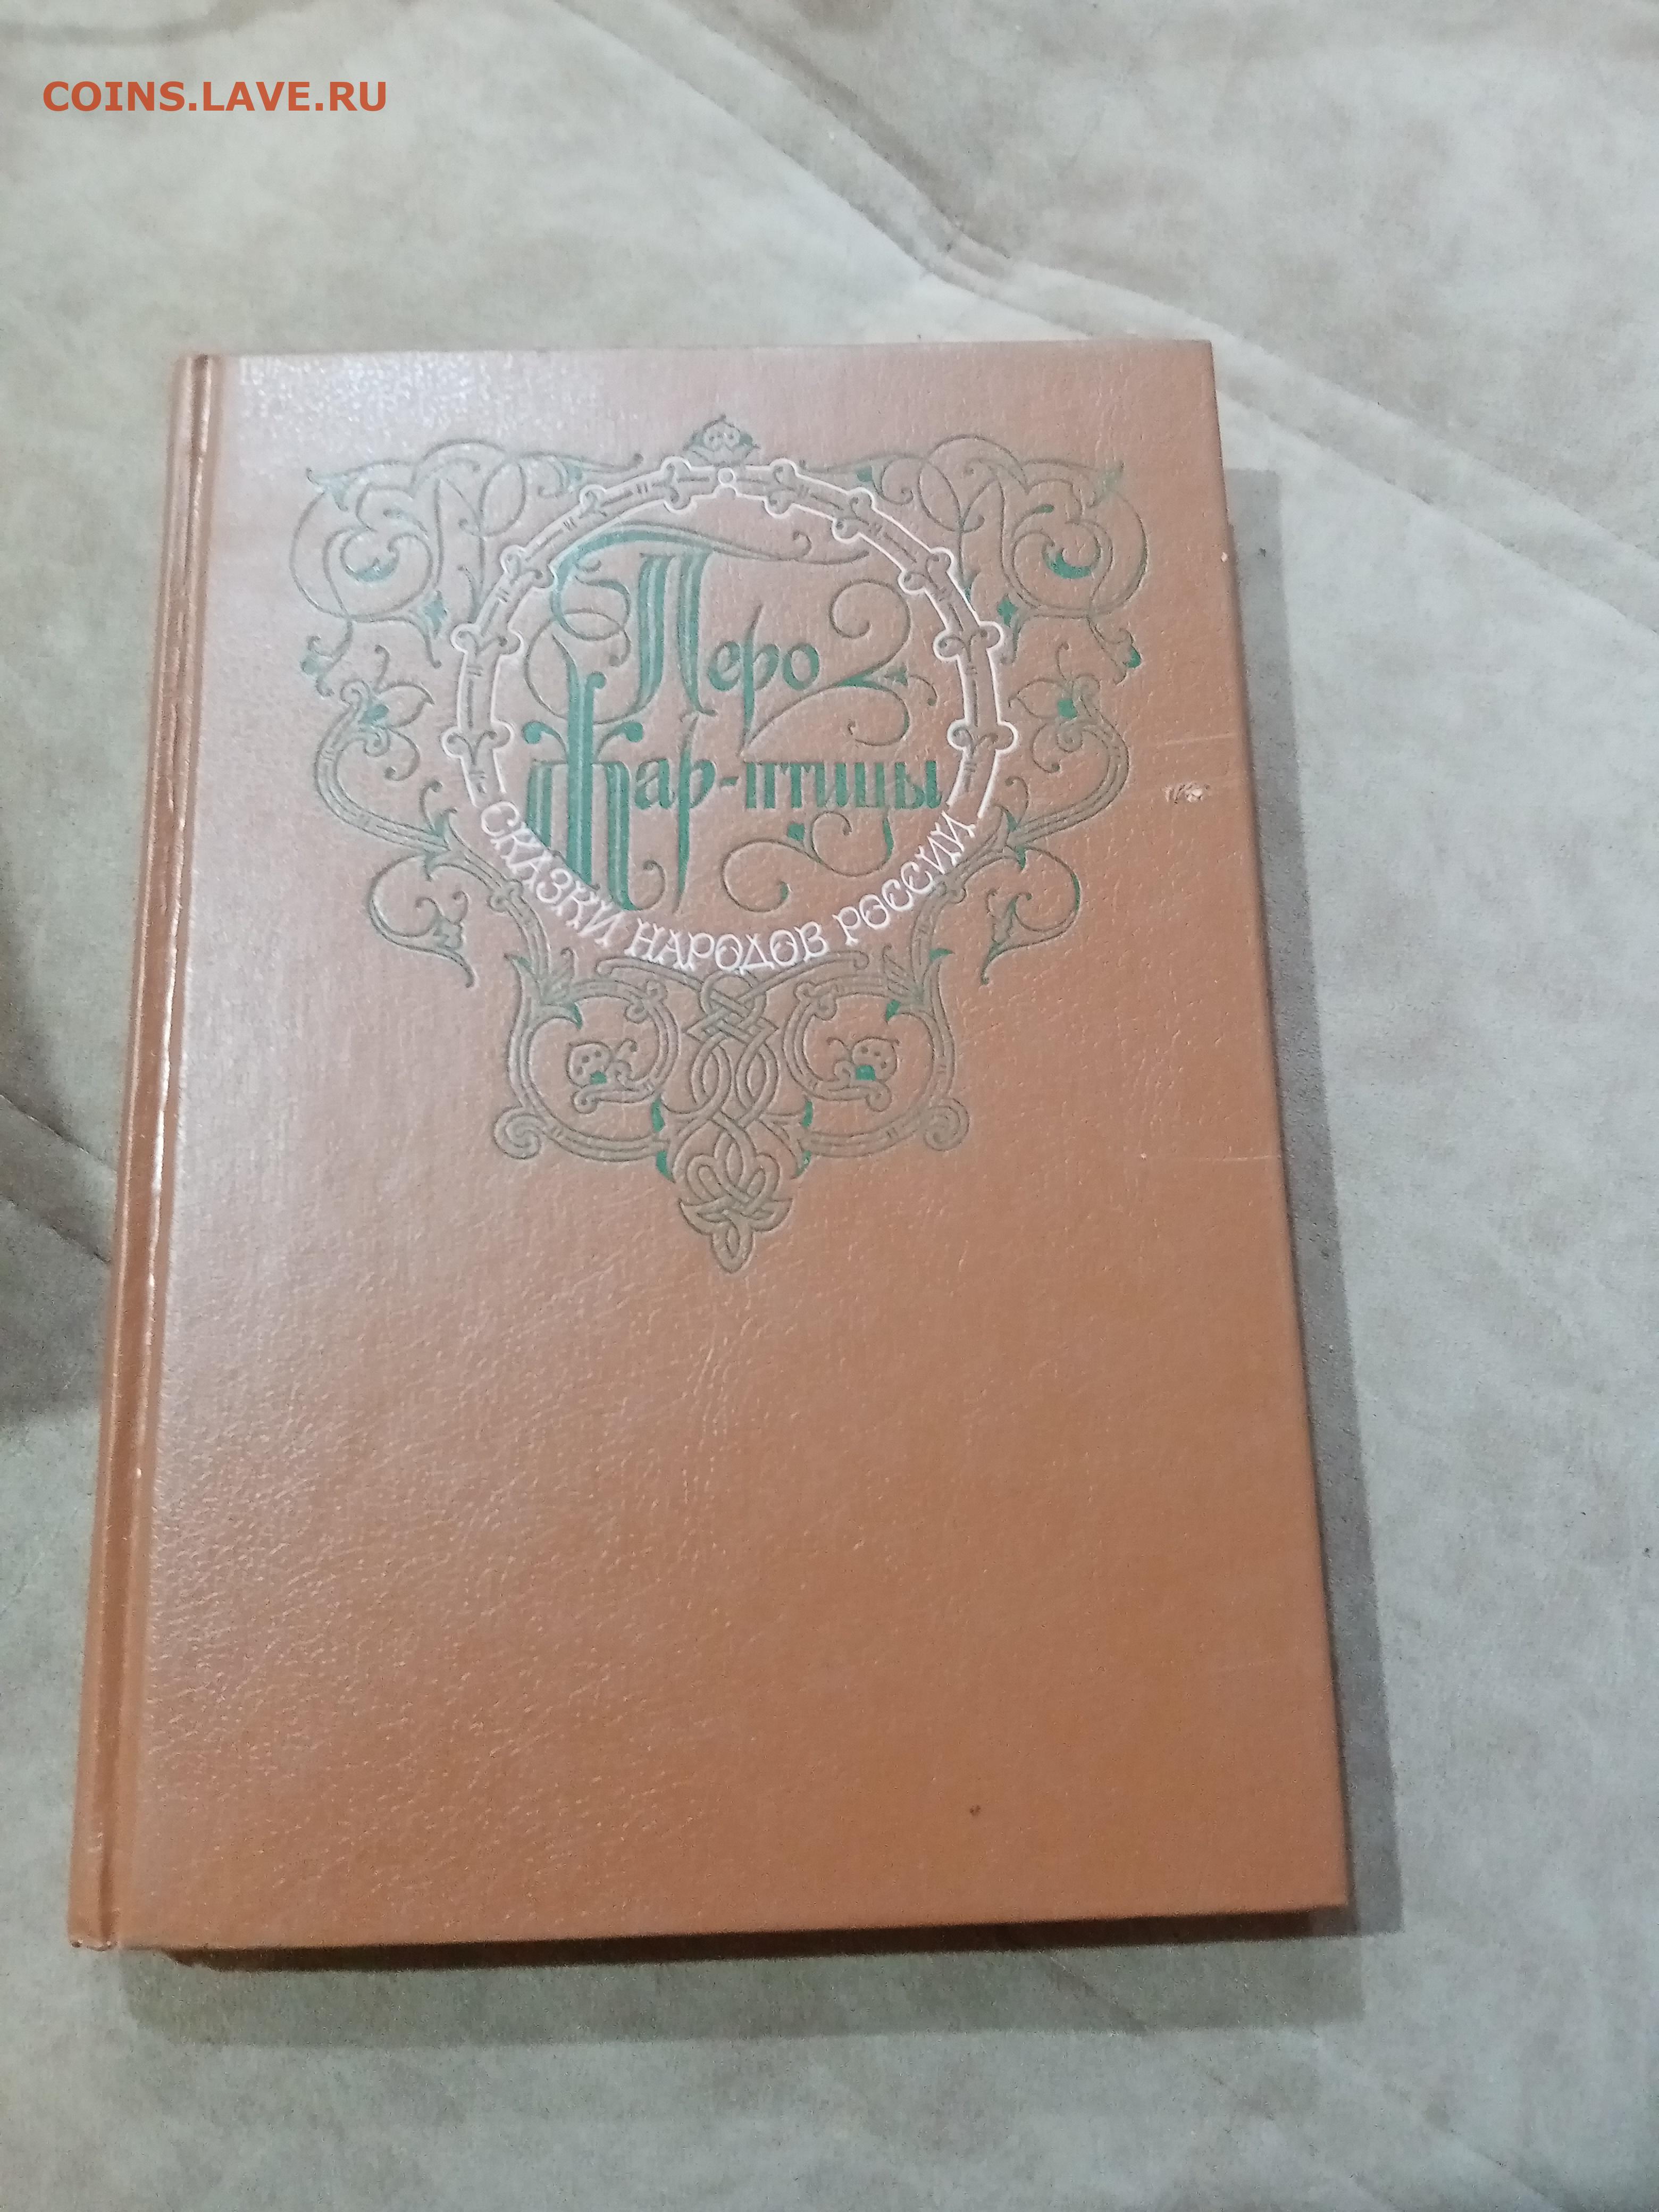 COINS.LAVE.RU
Перо
Жар-птицы
СКАЗКИ НАРОДОВ РОССИИ